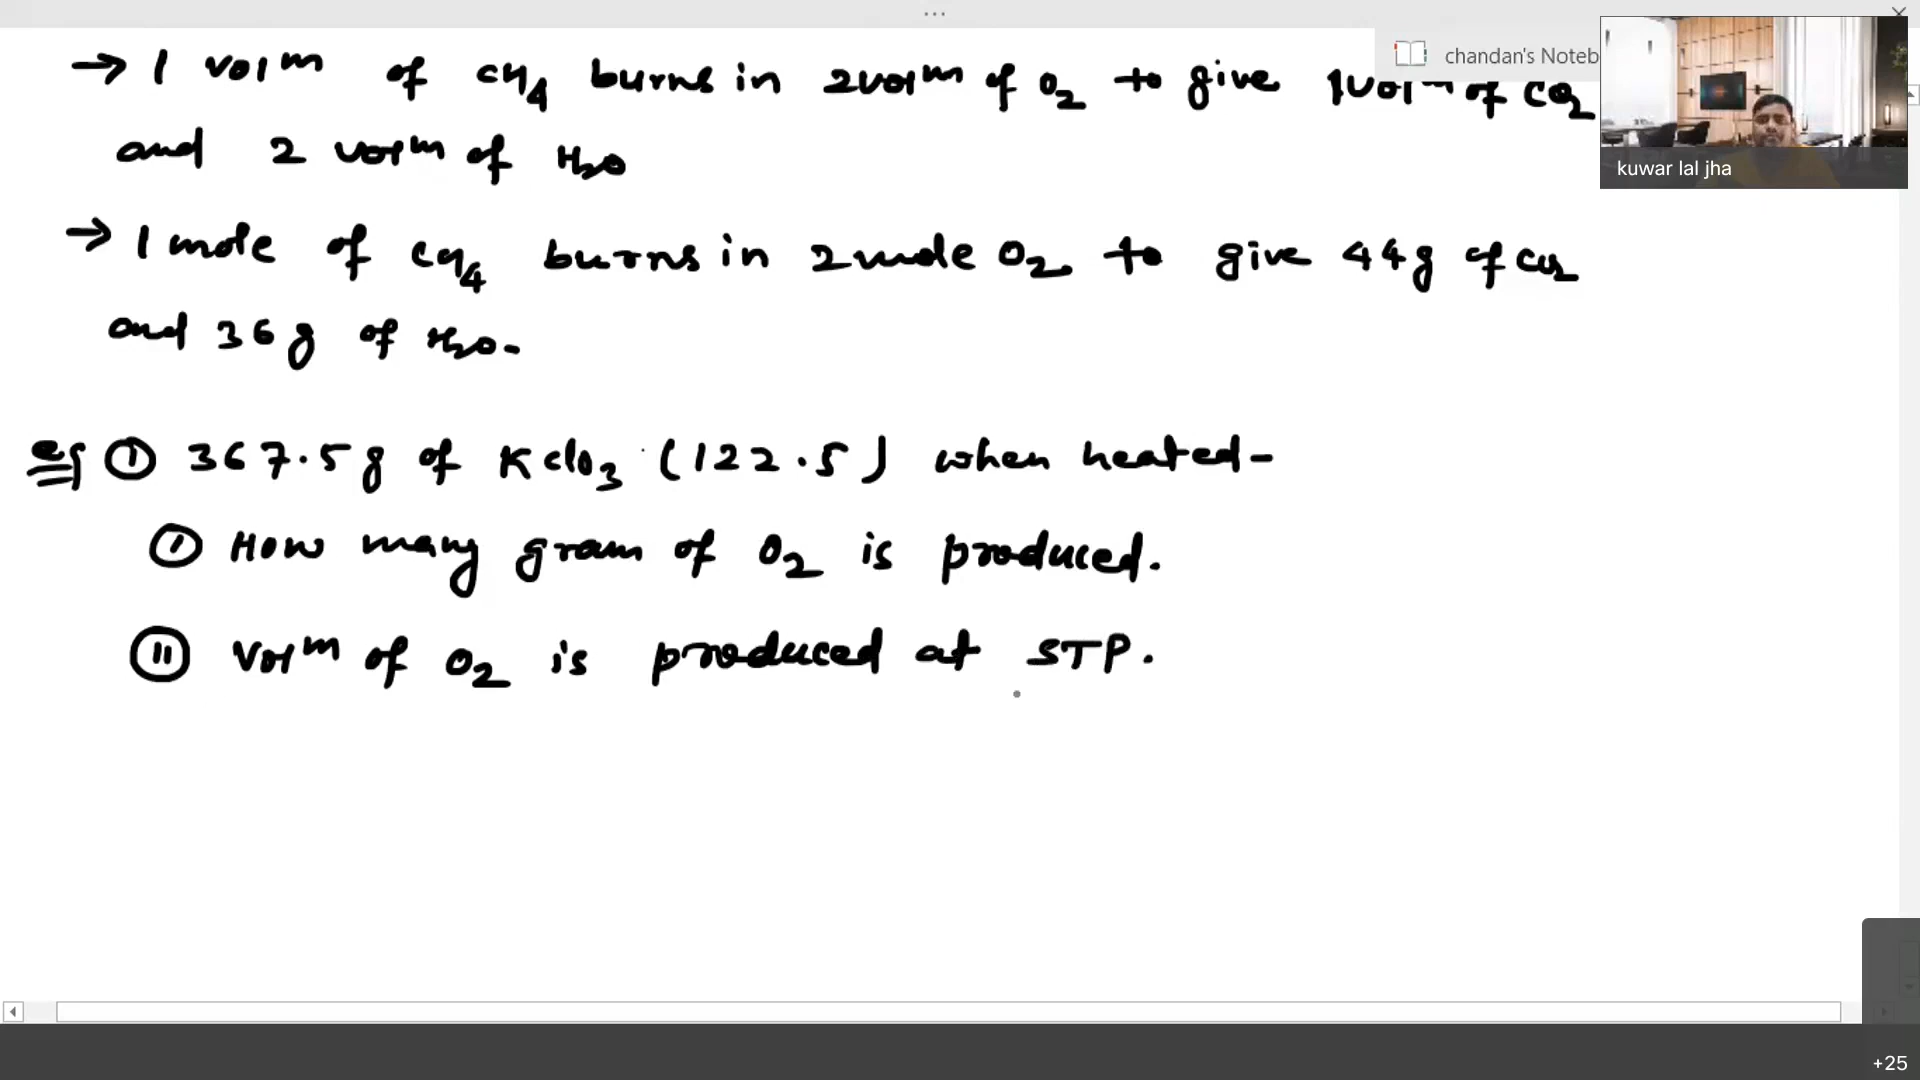 ...
chandan's Noteb
→ 1 volm of CH4 burns in 2volm of O2 to give 1volm of CO2
kuwar lal jha
and 2 volm of H2O
→ 1 mole of CH4 burns in 2 mole O2 to give 44g of CO2
and 36g of H2O.
eg ① 367.5g of KClO3 (122.5) when heated-
① How many gram of O2 is produced.
⑪ Volm of O2 is produced at STP.
+25